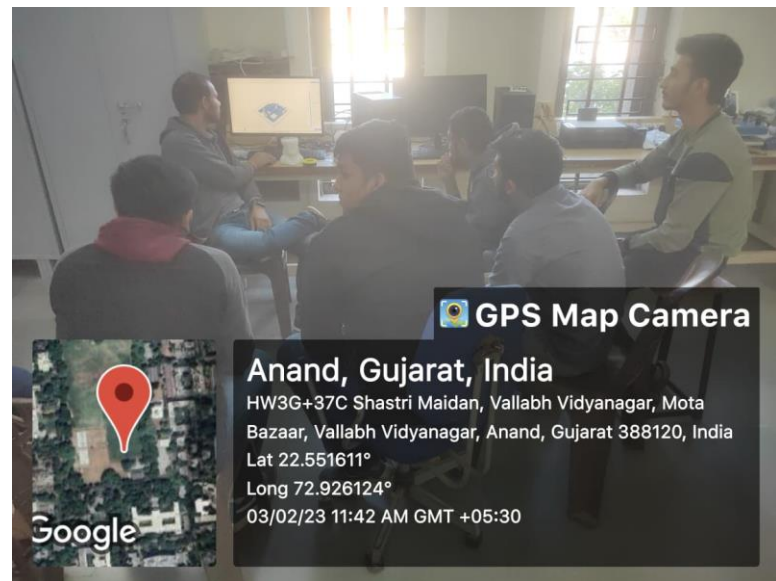 GPS Map Camera
Anand, Gujarat, India
HW3G+37C Shastri Maidan, Vallabh Vidyanagar, Mota
Bazaar, Vallabh Vidyanagar, Anand, Gujarat 388120, India
Lat 22.551611°
Long 72.926124°
03/02/23 11:42 AM GMT +05:30
Google